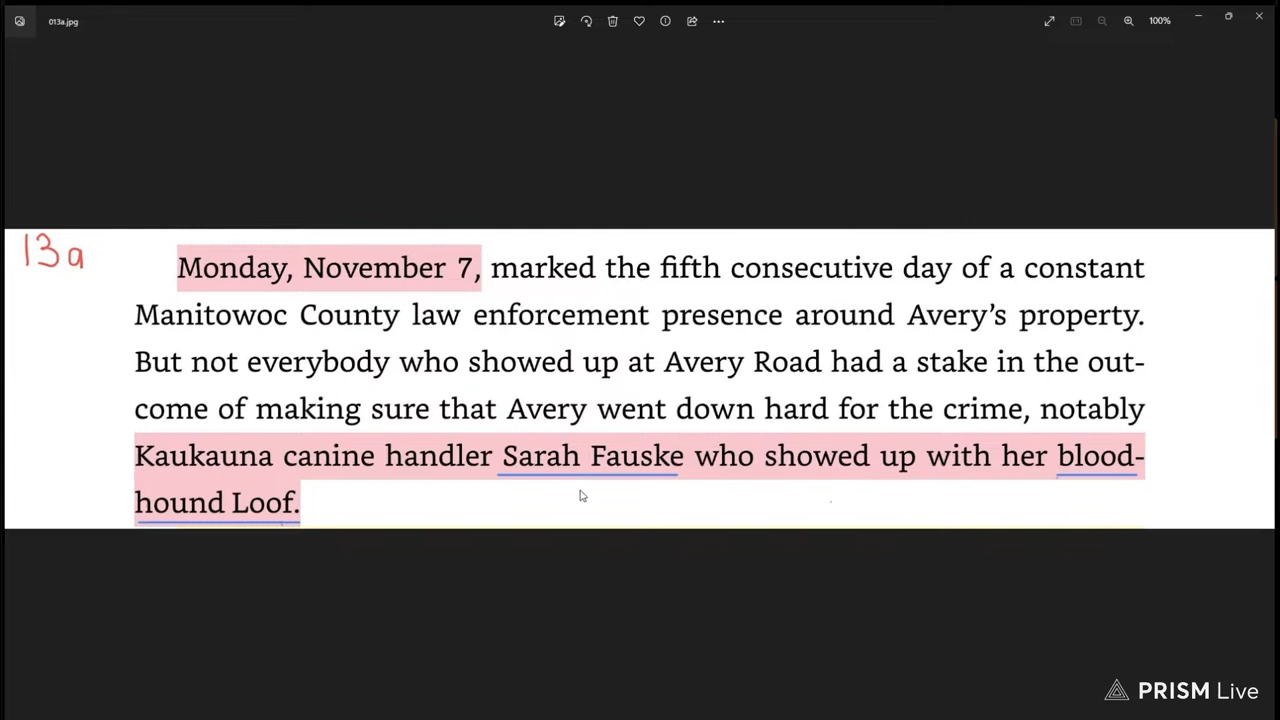 013a.jpg
100%
13a
Monday, November 7, marked the fifth consecutive day of a constant
Manitowoc County law enforcement presence around Avery’s property.
But not everybody who showed up at Avery Road had a stake in the out-
come of making sure that Avery went down hard for the crime, notably
Kaukauna canine handler Sarah Fauske who showed up with her blood-
hound Loof.
PRISM Live